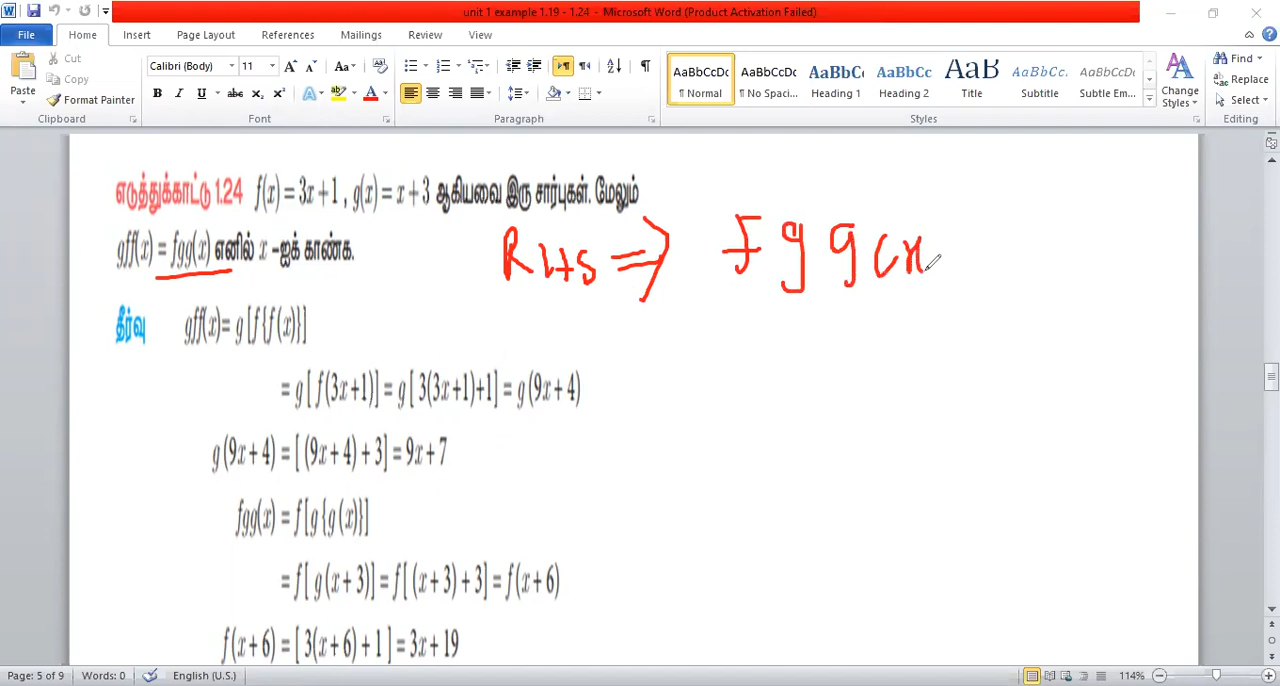 unit 1 example 1.19 - 1.24 - Microsoft Word (Product Activation Failed)
File Home Insert Page Layout References Mailings Review View
Cut Calibri (Body) 11 Aa AaBbCcDc AaBbCcDc AaBbCc AaBbCc AaB AaBbCc. AaBbCcDc Find
Copy Replace
Paste Format Painter B I U abc x₂ x² A ¶ Normal ¶ No Spaci... Heading 1 Heading 2 Title Subtitle Subtle Em... Change Styles Select
Clipboard Font Paragraph Styles Editing
எடுத்துக்காட்டு 1.24 f(x) = 3x+1 , g(x) = x+3 ஆகியவை இரு சார்புகள். மேலும்
gff(x) = fgg(x) எனில் x -ஐக் காண்க.
RHS ⇒ f g g (x
தீர்வு gff(x) = g[f{f(x)}]
= g[f(3x+1)] = g[3(3x+1)+1] = g(9x+4)
g(9x+4) = [(9x+4)+3] = 9x+7
fgg(x) = f[g{g(x)}]
= f[g(x+3)] = f[(x+3)+3] = f(x+6)
f(x+6) = [3(x+6)+1] = 3x+19
Page: 5 of 9 Words: 0 English (U.S.) 114%